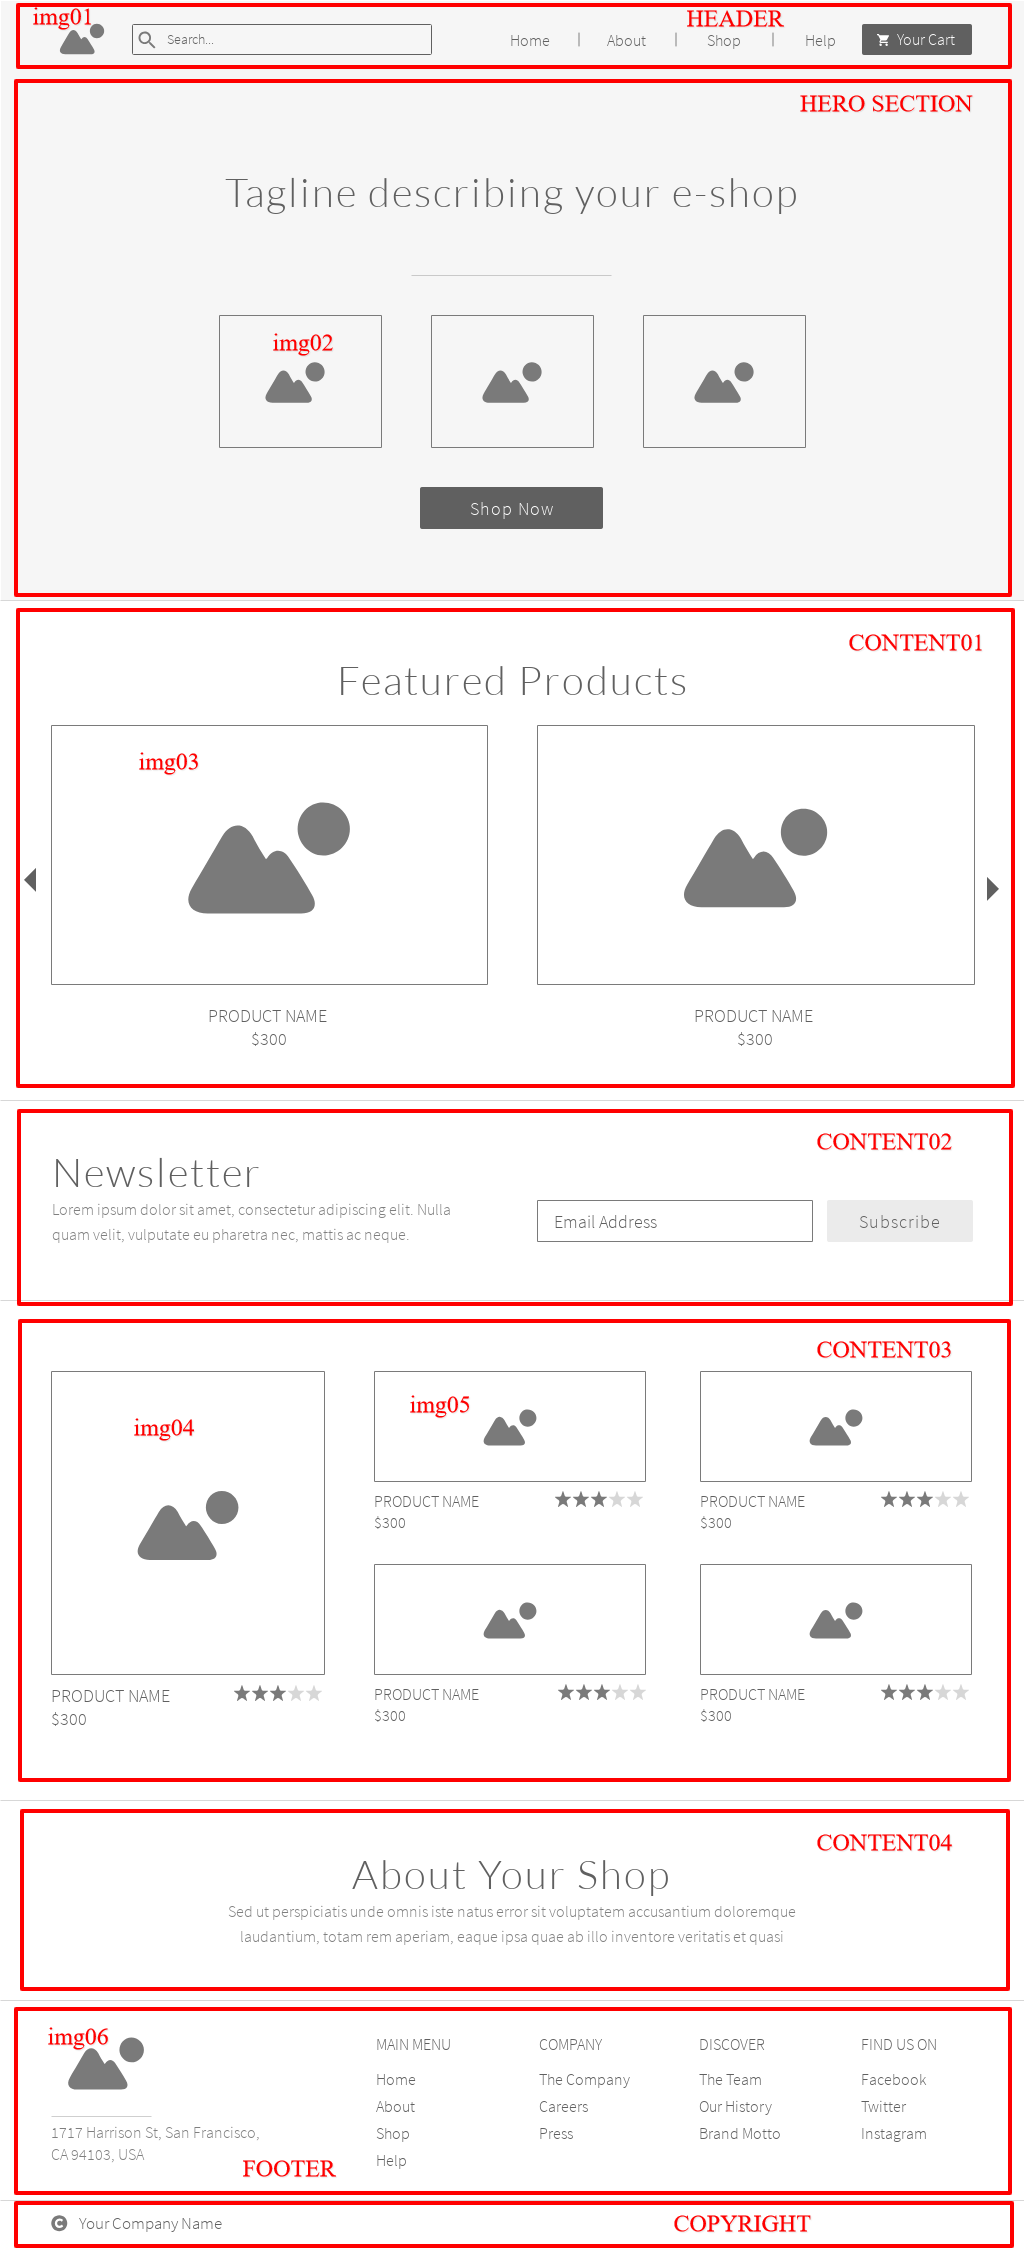 img01
HEADER
Search...
Home | About | Shop | Help
Your Cart
HERO SECTION
Tagline describing your e-shop
img02
Shop Now
CONTENT01
Featured Products
img03
PRODUCT NAME
$300
PRODUCT NAME
$300
CONTENT02
Newsletter
Lorem ipsum dolor sit amet, consectetur adipiscing elit. Nulla
quam velit, vulputate eu pharetra nec, mattis ac neque.
Email Address
Subscribe
CONTENT03
img04
PRODUCT NAME
$300
img05
PRODUCT NAME
$300
PRODUCT NAME
$300
PRODUCT NAME
$300
PRODUCT NAME
$300
CONTENT04
About Your Shop
Sed ut perspiciatis unde omnis iste natus error sit voluptatem accusantium doloremque
laudantium, totam rem aperiam, eaque ipsa quae ab illo inventore veritatis et quasi
img06
1717 Harrison St, San Francisco,
CA 94103, USA
FOOTER
MAIN MENU
Home
About
Shop
Help
COMPANY
The Company
Careers
Press
DISCOVER
The Team
Our History
Brand Motto
FIND US ON
Facebook
Twitter
Instagram
© Your Company Name
COPYRIGHT